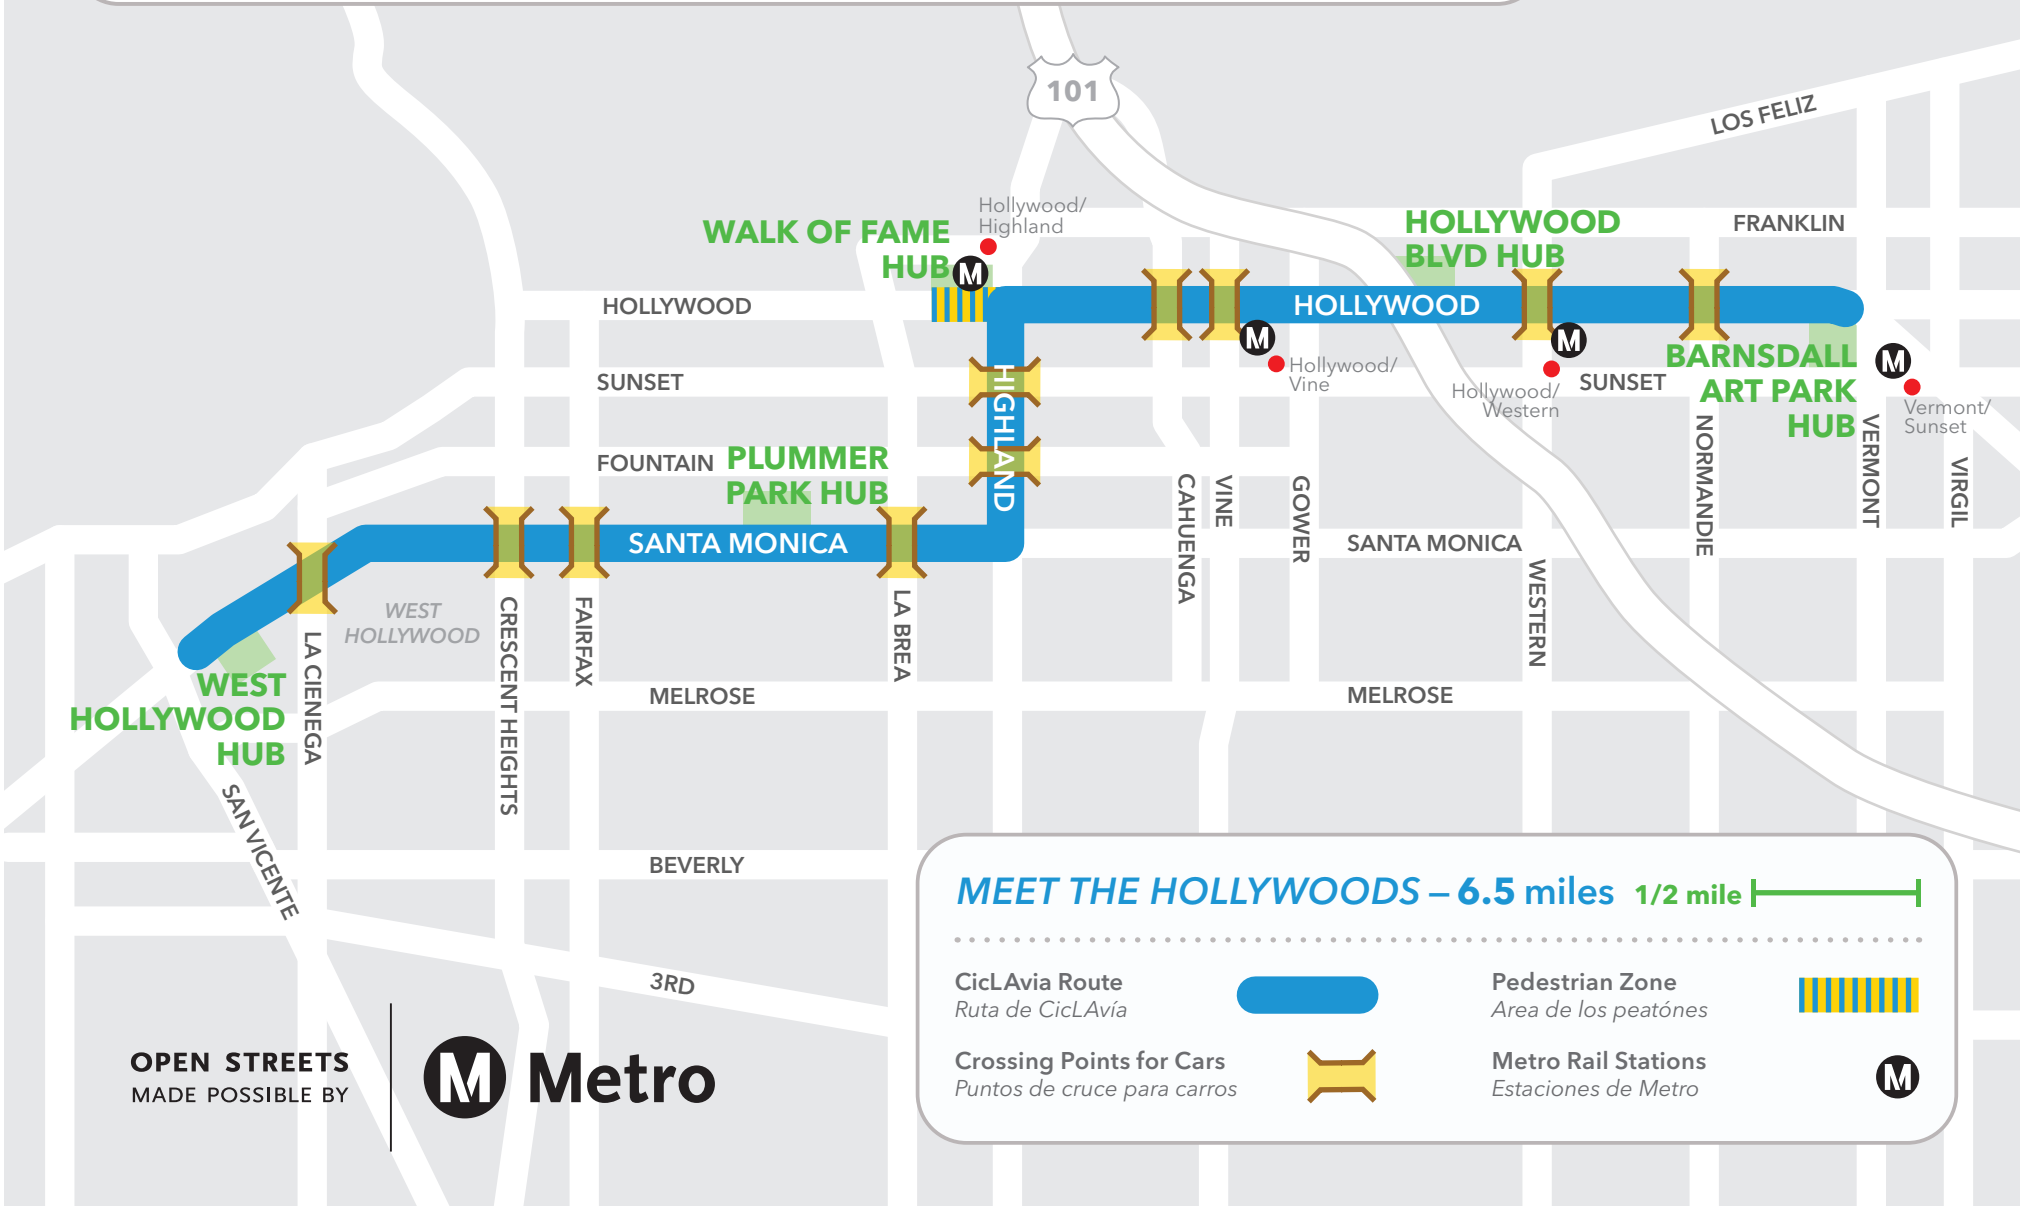 101
LOS FELIZ
Hollywood/
Highland
WALK OF FAME
HUB
M
HOLLYWOOD
BLVD HUB
FRANKLIN
HOLLYWOOD
HOLLYWOOD
M
Hollywood/
Vine
M
Hollywood/
Western
SUNSET
SUNSET
BARNSDALL
ART PARK
HUB
M
Vermont/
Sunset
HIGHLAND
FOUNTAIN
PLUMMER
PARK HUB
SANTA MONICA
SANTA MONICA
CAHUENGA
VINE
GOWER
WESTERN
NORMANDIE
VERMONT
VIRGIL
WEST
HOLLYWOOD
LA CIENEGA
CRESCENT HEIGHTS
FAIRFAX
LA BREA
WEST
HOLLYWOOD
HUB
MELROSE
MELROSE
SAN VICENTE
BEVERLY
3RD
OPEN STREETS
MADE POSSIBLE BY
M Metro
MEET THE HOLLYWOODS – 6.5 miles 1/2 mile
CicLAvia Route
Ruta de CicLAvía
Pedestrian Zone
Area de los peatónes
Crossing Points for Cars
Puntos de cruce para carros
Metro Rail Stations
Estaciones de Metro
M